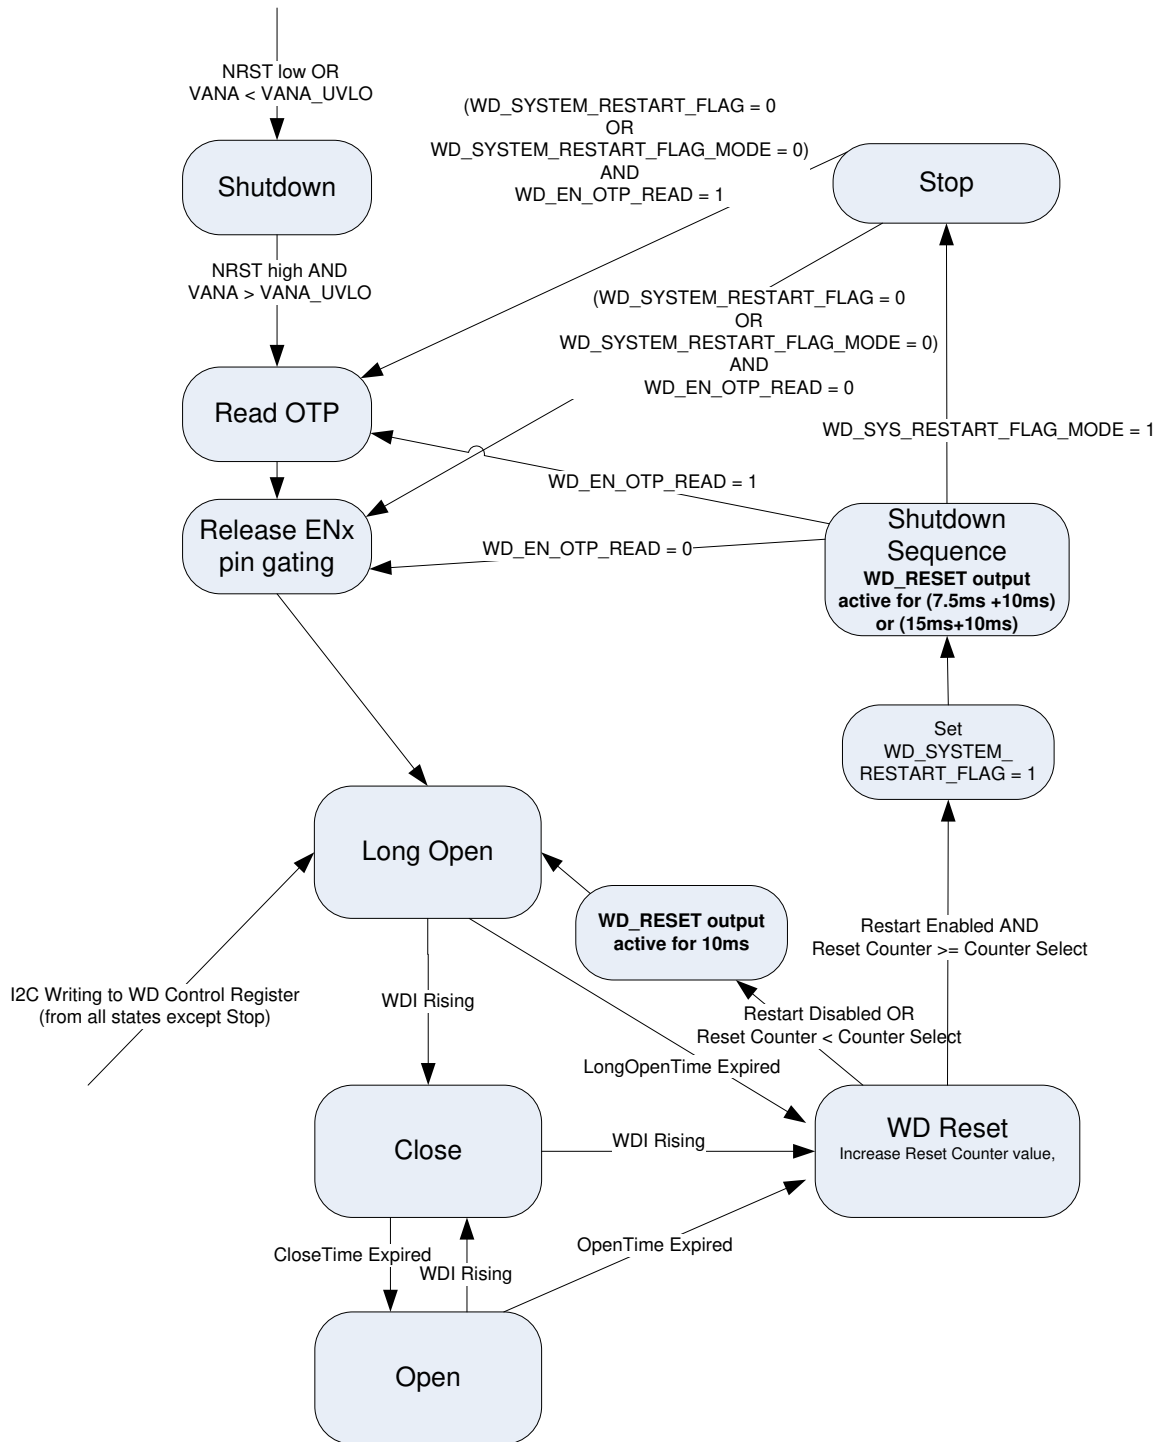 NRST low OR
VANA < VANA_UVLO
(WD_SYSTEM_RESTART_FLAG = 0
OR
WD_SYSTEM_RESTART_FLAG_MODE = 0)
AND
WD_EN_OTP_READ = 1
Shutdown
Stop
NRST high AND
VANA > VANA_UVLO
(WD_SYSTEM_RESTART_FLAG = 0
OR
WD_SYSTEM_RESTART_FLAG_MODE = 0)
AND
WD_EN_OTP_READ = 0
Read OTP
WD_SYS_RESTART_FLAG_MODE = 1
WD_EN_OTP_READ = 1
Release ENx
pin gating
WD_EN_OTP_READ = 0
Shutdown
Sequence
WD_RESET output
active for (7.5ms +10ms)
or (15ms+10ms)
Set
WD_SYSTEM_
RESTART_FLAG = 1
Long Open
WD_RESET output
active for 10ms
Restart Enabled AND
Reset Counter >= Counter Select
I2C Writing to WD Control Register
(from all states except Stop)
WDI Rising
Restart Disabled OR
Reset Counter < Counter Select
LongOpenTime Expired
Close
WDI Rising
WD Reset
Increase Reset Counter value,
CloseTime Expired
WDI Rising
OpenTime Expired
Open